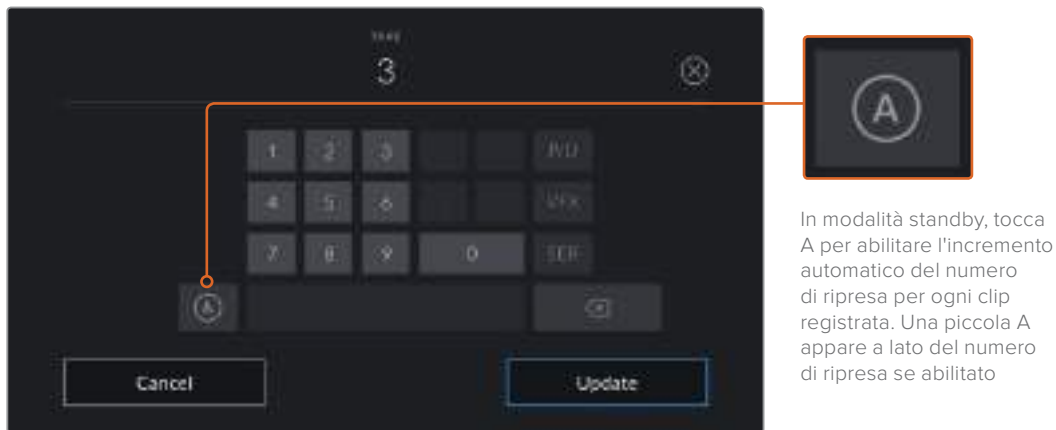 TAKE
3
A
1 2 3 P/U
4 5 6 VFX
7 8 9 0 SER
A
Cancel Update
In modalità standby, tocca
A per abilitare l'incremento
automatico del numero
di ripresa per ogni clip
registrata. Una piccola A
appare a lato del numero
di ripresa se abilitato